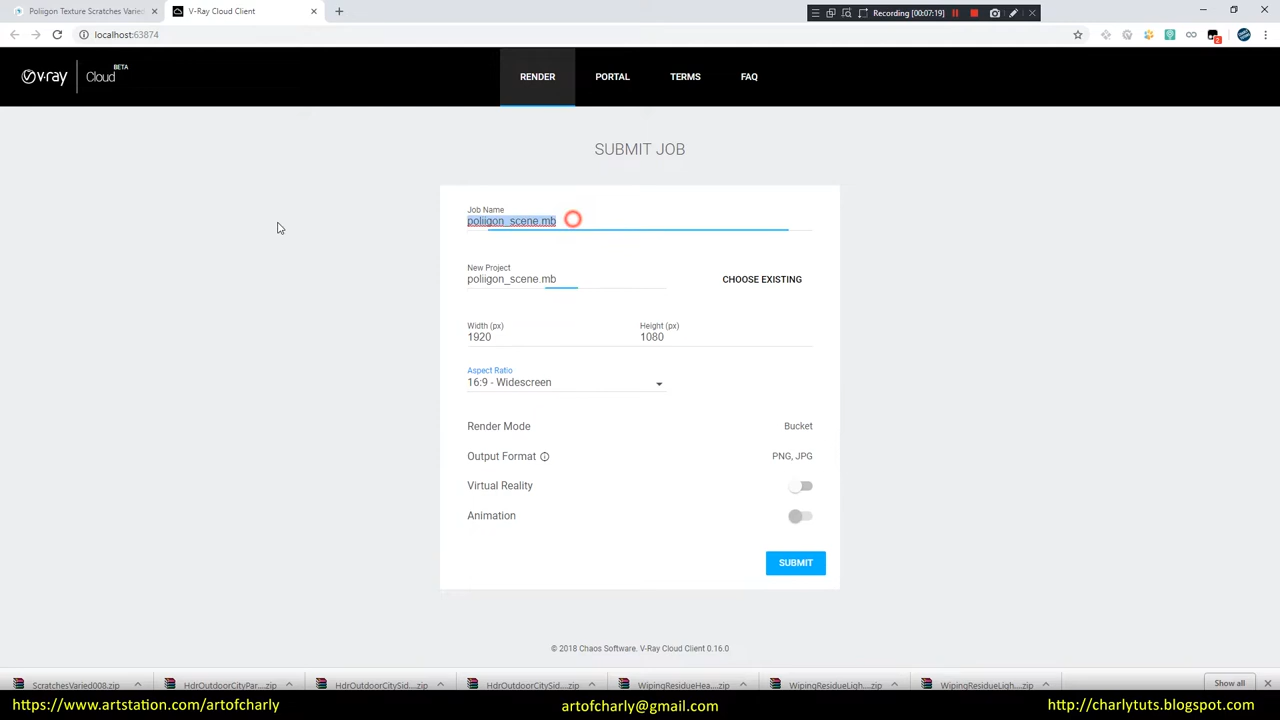 Poliigon Texture Scratches Varied
V-Ray Cloud Client
Recording [00:07:19]
localhost:63874
2
v·ray
Cloud
BETA
RENDER
PORTAL
TERMS
FAQ
SUBMIT JOB
Job Name
poliigon_scene.mb
New Project
poliigon_scene.mb
CHOOSE EXISTING
Width (px)
Height (px)
1920
1080
Aspect Ratio
16:9 - Widescreen
Render Mode
Bucket
Output Format
PNG, JPG
Virtual Reality
Animation
SUBMIT
© 2018 Chaos Software. V-Ray Cloud Client 0.16.0
ScratchesVaried008.zip
HdrOutdoorCityPar....zip
HdrOutdoorCitySid....zip
HdrOutdoorCitySid....zip
WipingResidueHea....zip
WipingResidueLigh....zip
WipingResidueLigh....zip
Show all
https://www.artstation.com/artofcharly
artofcharly@gmail.com
http://charlytuts.blogspot.com